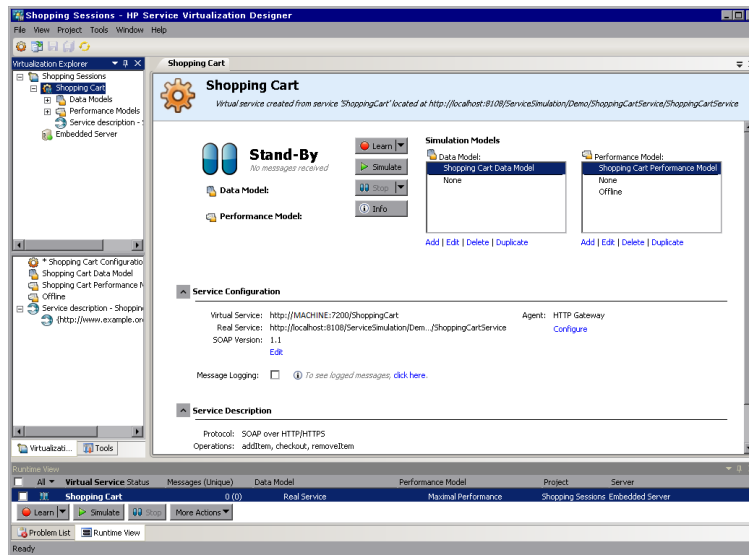 Shopping Sessions - HP Service Virtualization Designer
File View Project Tools Window Help
Virtualization Explorer
Shopping Sessions
Shopping Cart
Data Models
Performance Models
Service description -
Embedded Server
* Shopping Cart Configuratio
Shopping Cart Data Model
Shopping Cart Performance M
Offline
Service description - Shoppin
{http://www.example.or
Virtualizati... Tools
Shopping Cart
Shopping Cart
Virtual service created from service 'ShoppingCart' located at http://localhost:8108/ServiceSimulation/Demo/ShoppingCartService/ShoppingCartService
Stand-By
No messages received
Data Model:
Performance Model:
Learn
Simulate
Stop
Info
Simulation Models
Data Model:
Shopping Cart Data Model
None
Add | Edit | Delete | Duplicate
Performance Model:
Shopping Cart Performance Model
None
Offline
Add | Edit | Delete | Duplicate
Service Configuration
Virtual Service: http://MACHINE:7200/ShoppingCart Agent: HTTP Gateway
Real Service: http://localhost:8108/ServiceSimulation/Dem.../ShoppingCartService Configure
SOAP Version: 1.1
Edit
Message Logging: To see logged messages, click here.
Service Description
Protocol: SOAP over HTTP/HTTPS
Operations: addItem, checkout, removeItem
Runtime View
All Virtual Service Status Messages (Unique) Data Model Performance Model Project Server
Shopping Cart 0 (0) Real Service Maximal Performance Shopping Sessions Embedded Server
Learn Simulate Stop More Actions
Problem List Runtime View
Ready